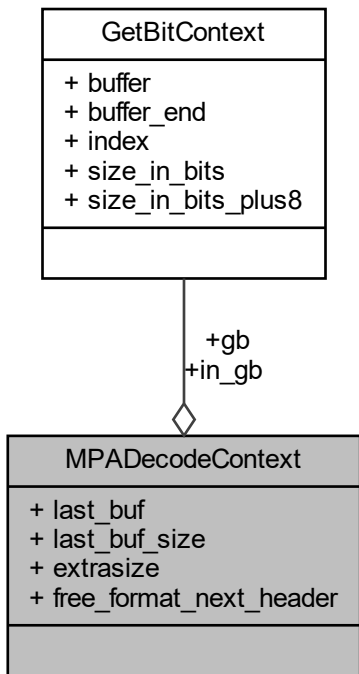 GetBitContext
+ buffer
+ buffer_end
+ index
+ size_in_bits
+ size_in_bits_plus8
+gb
+in_gb
MPADecodeContext
+ last_buf
+ last_buf_size
+ extrasize
+ free_format_next_header